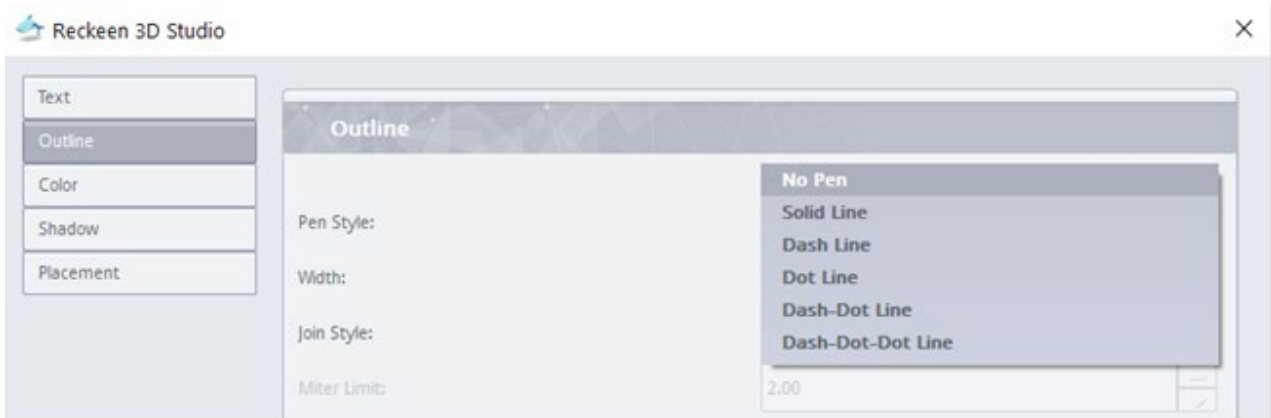 Reckeen 3D Studio
Text
Outline
Color
Shadow
Placement
Outline
Pen Style:
No Pen
Solid Line
Dash Line
Dot Line
Dash-Dot Line
Dash-Dot-Dot Line
Width:
Join Style:
Miter Limit:
2.00